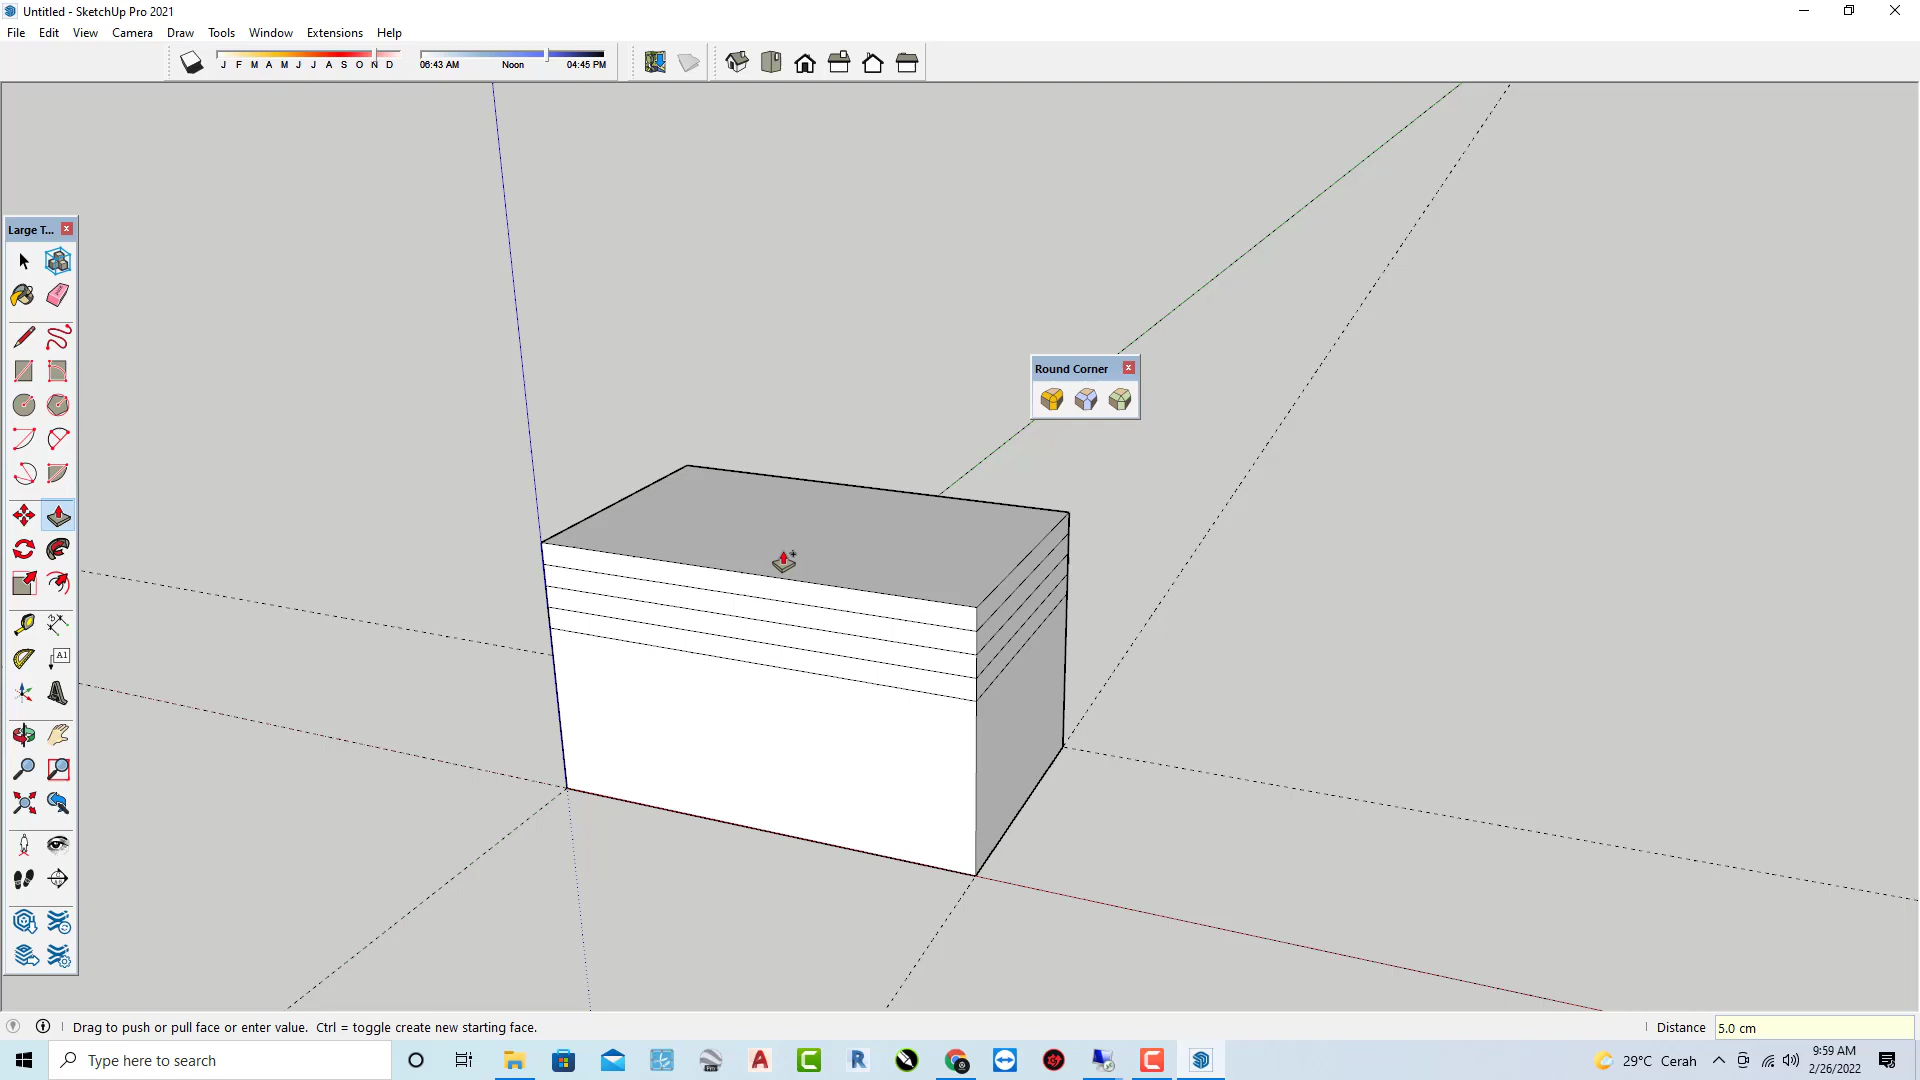 Untitled - SketchUp Pro 2021
File Edit View Camera Draw Tools Window Extensions Help
J F M A M J J A S O N D
06:43 AM Noon 04:45 PM
Large T...
Round Corner
A1
Drag to push or pull face or enter value. Ctrl = toggle create new starting face.
Distance 5.0 cm
Type here to search
29°C Cerah
9:59 AM
2/26/2022